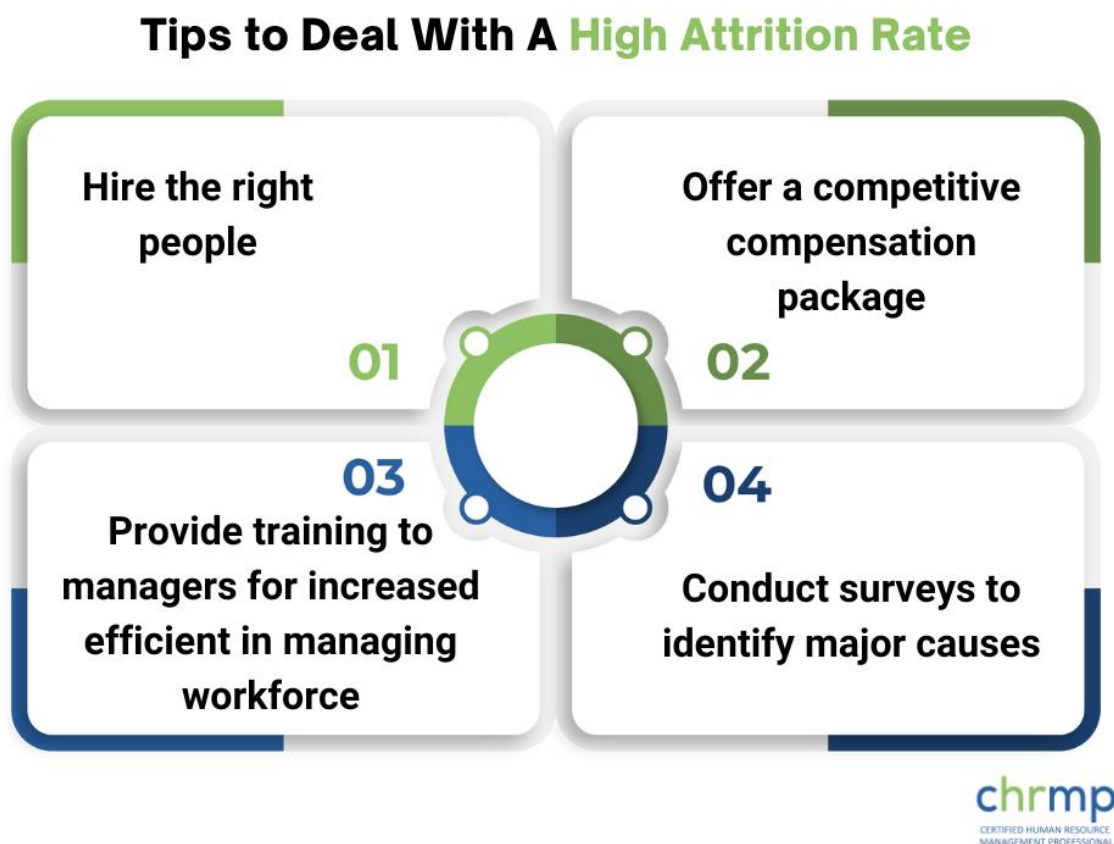 Tips to Deal With A High Attrition Rate
Hire the right
people
01
Offer a competitive
compensation
package
02
03
Provide training to
managers for increased
efficient in managing
workforce
04
Conduct surveys to
identify major causes
chrmp
CERTIFIED HUMAN RESOURCE
MANAGEMENT PROFESSIONAL